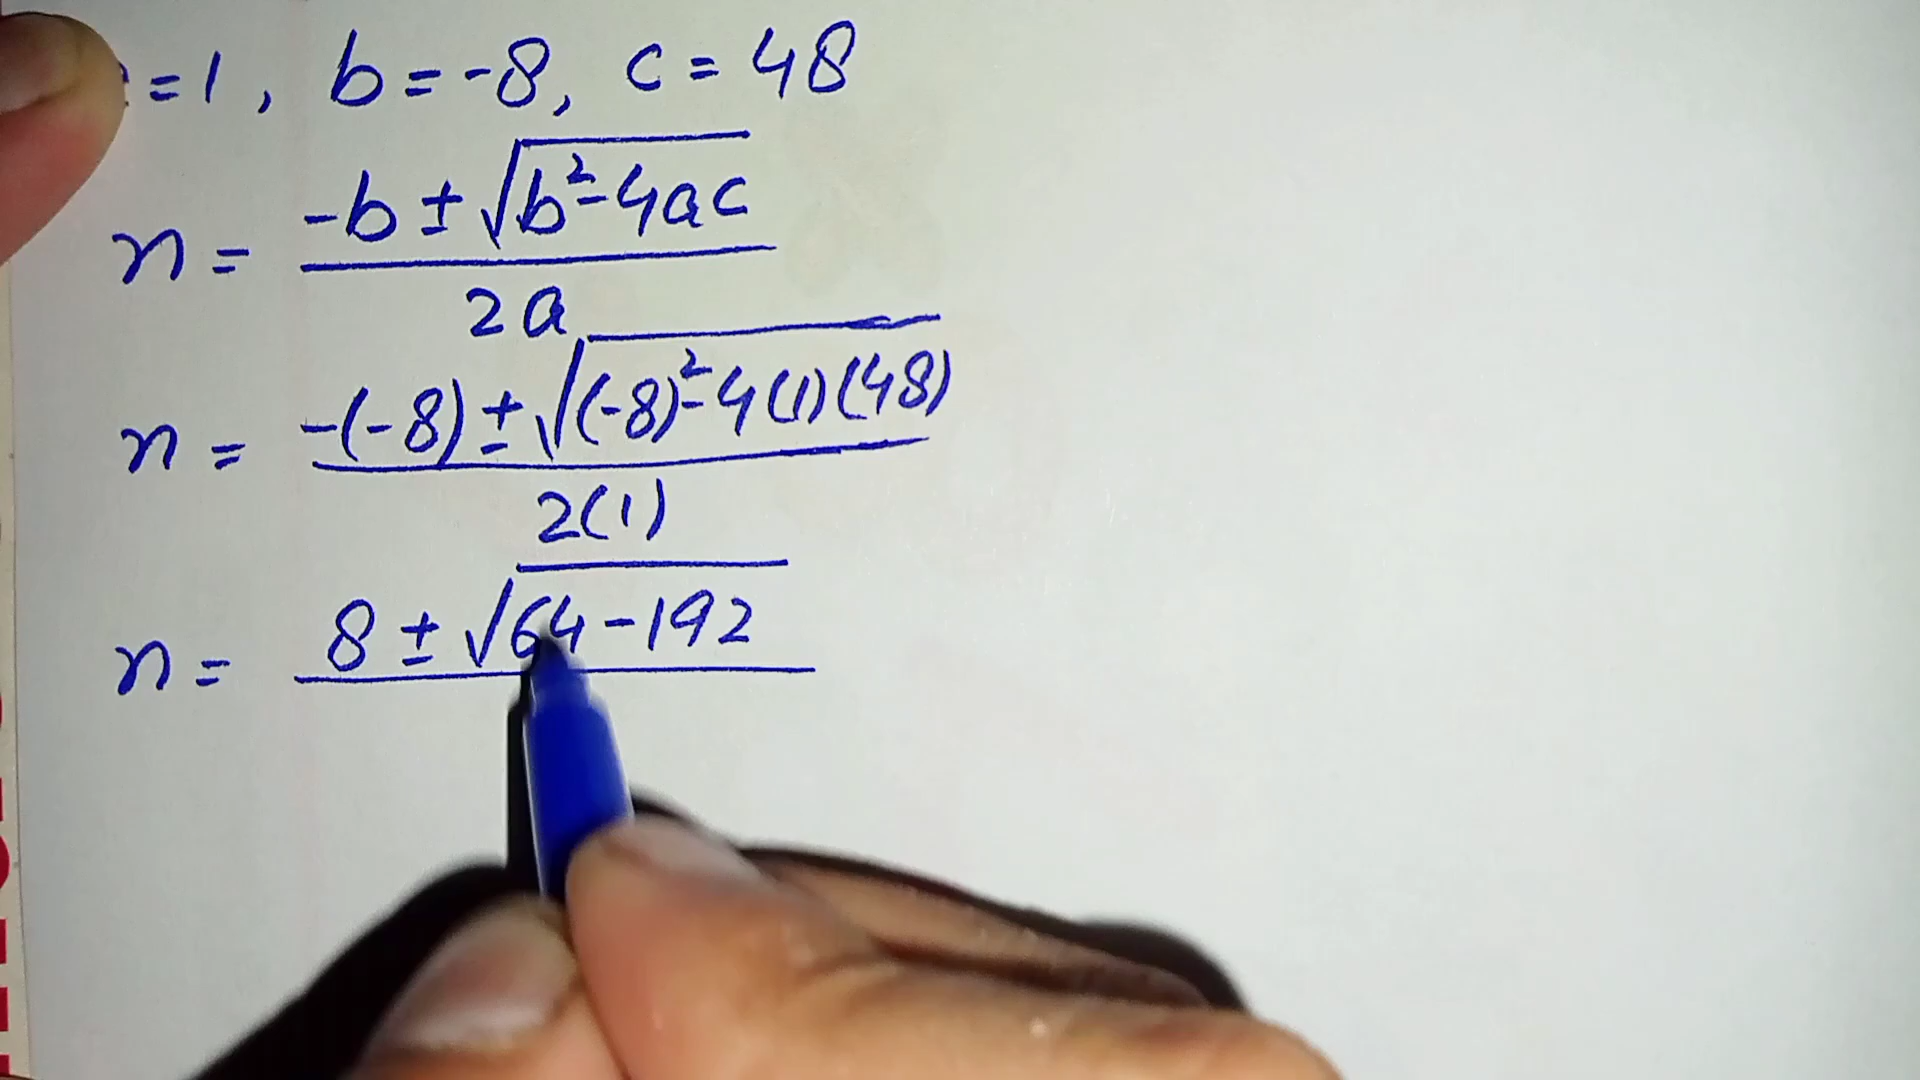 =1, b=-8, c=48
n = (-b ± √(b²-4ac)) / 2a
n = (-(-8) ± √((-8)²-4(1)(48))) / 2(1)
n = (8 ± √(64-192)) /